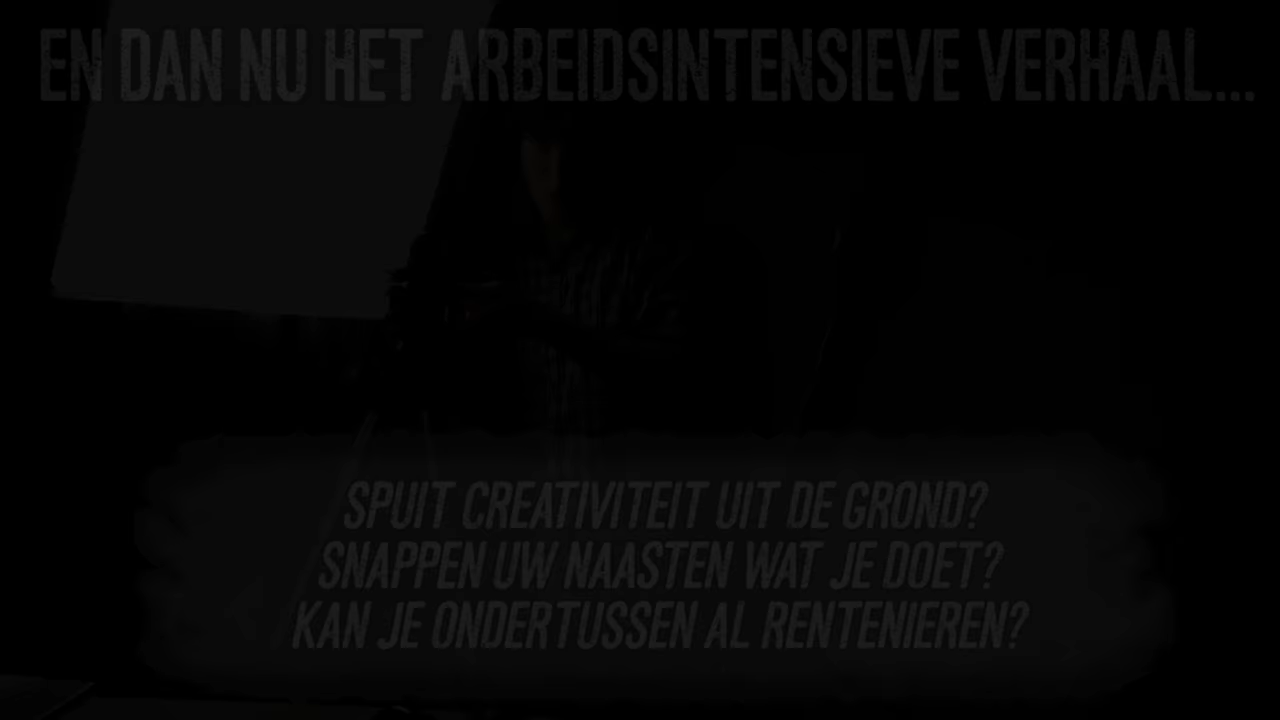 EN DAN NU HET ARBEIDSINTENSIEVE VERHAAL...
SPUIT CREATIVITEIT UIT DE GROND?
SNAPPEN UW NAASTEN WAT JE DOET?
KAN JE ONDERTUSSEN AL RENTENIEREN?